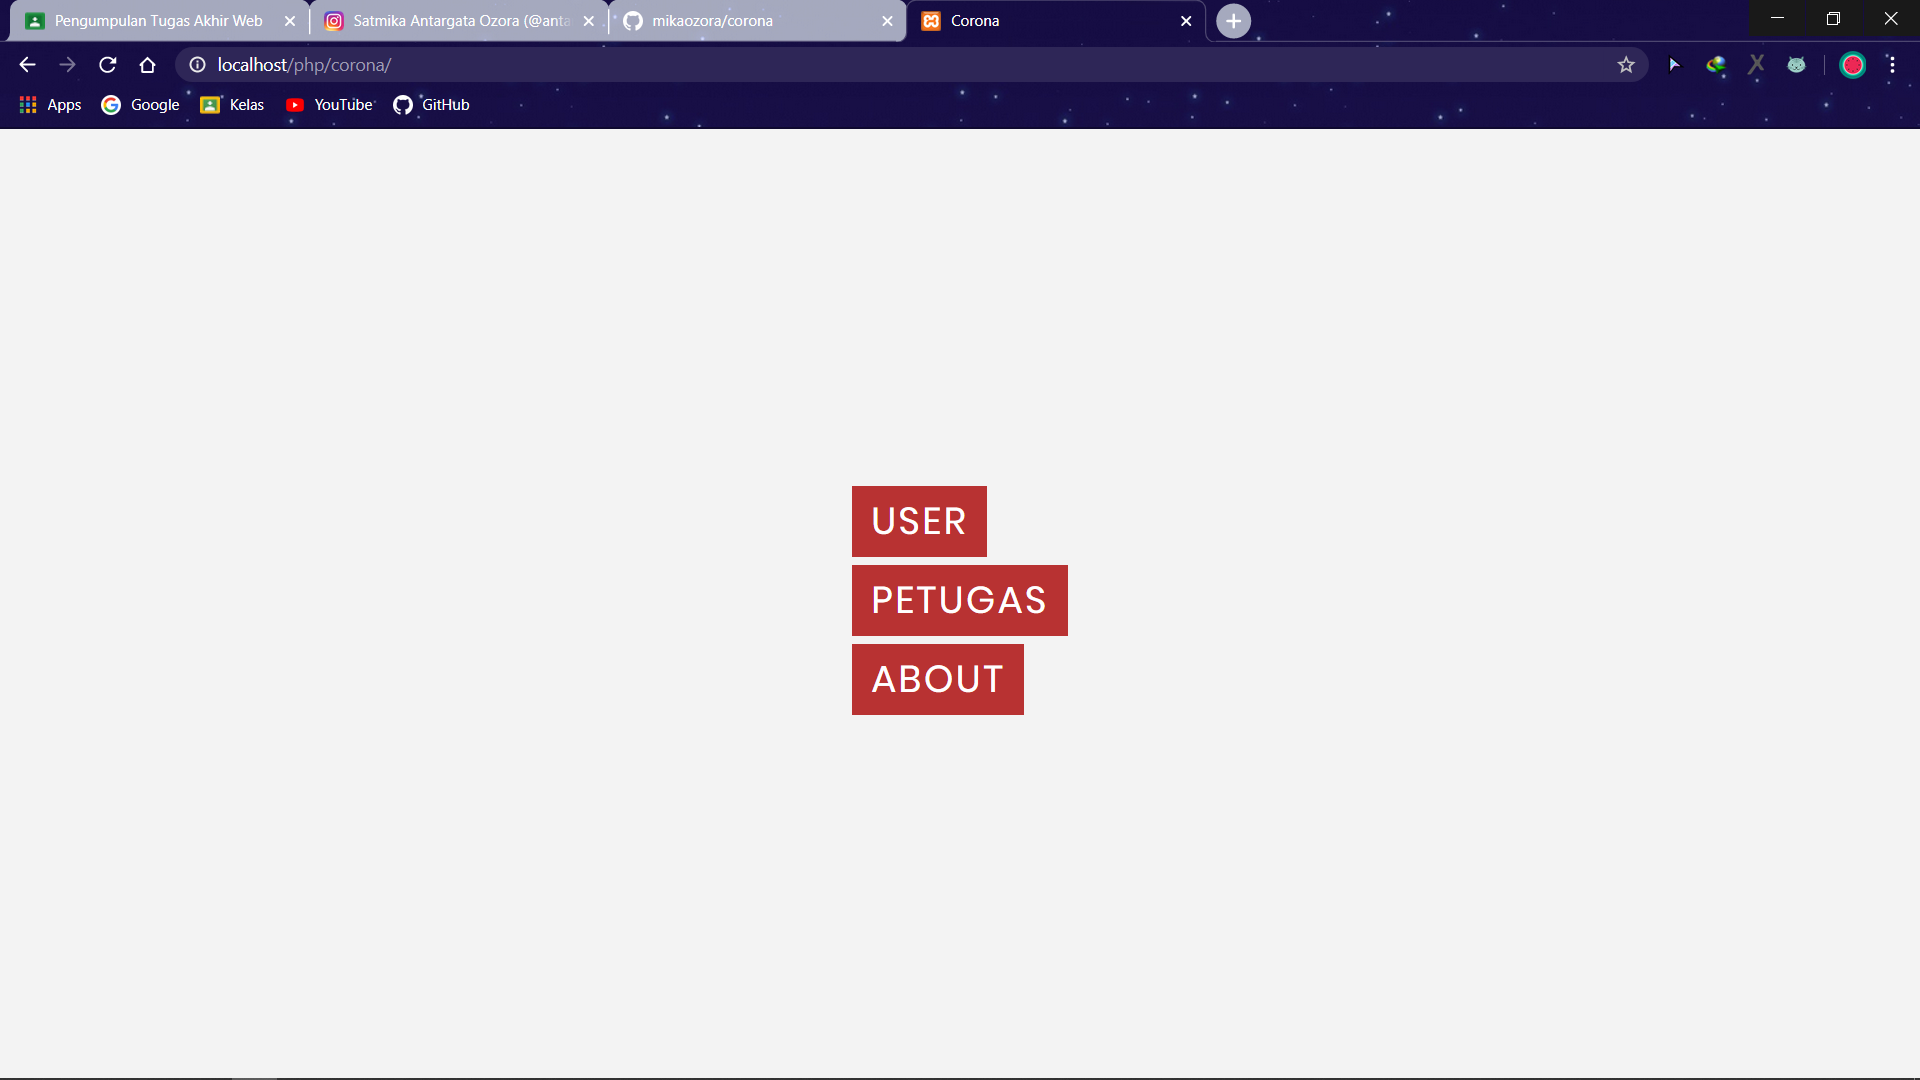 Pengumpulan Tugas Akhir Web
Satmika Antargata Ozora (@anta
mikaozora/corona
Corona
localhost/php/corona/
Apps
Google
Kelas
YouTube
GitHub
USER
PETUGAS
ABOUT